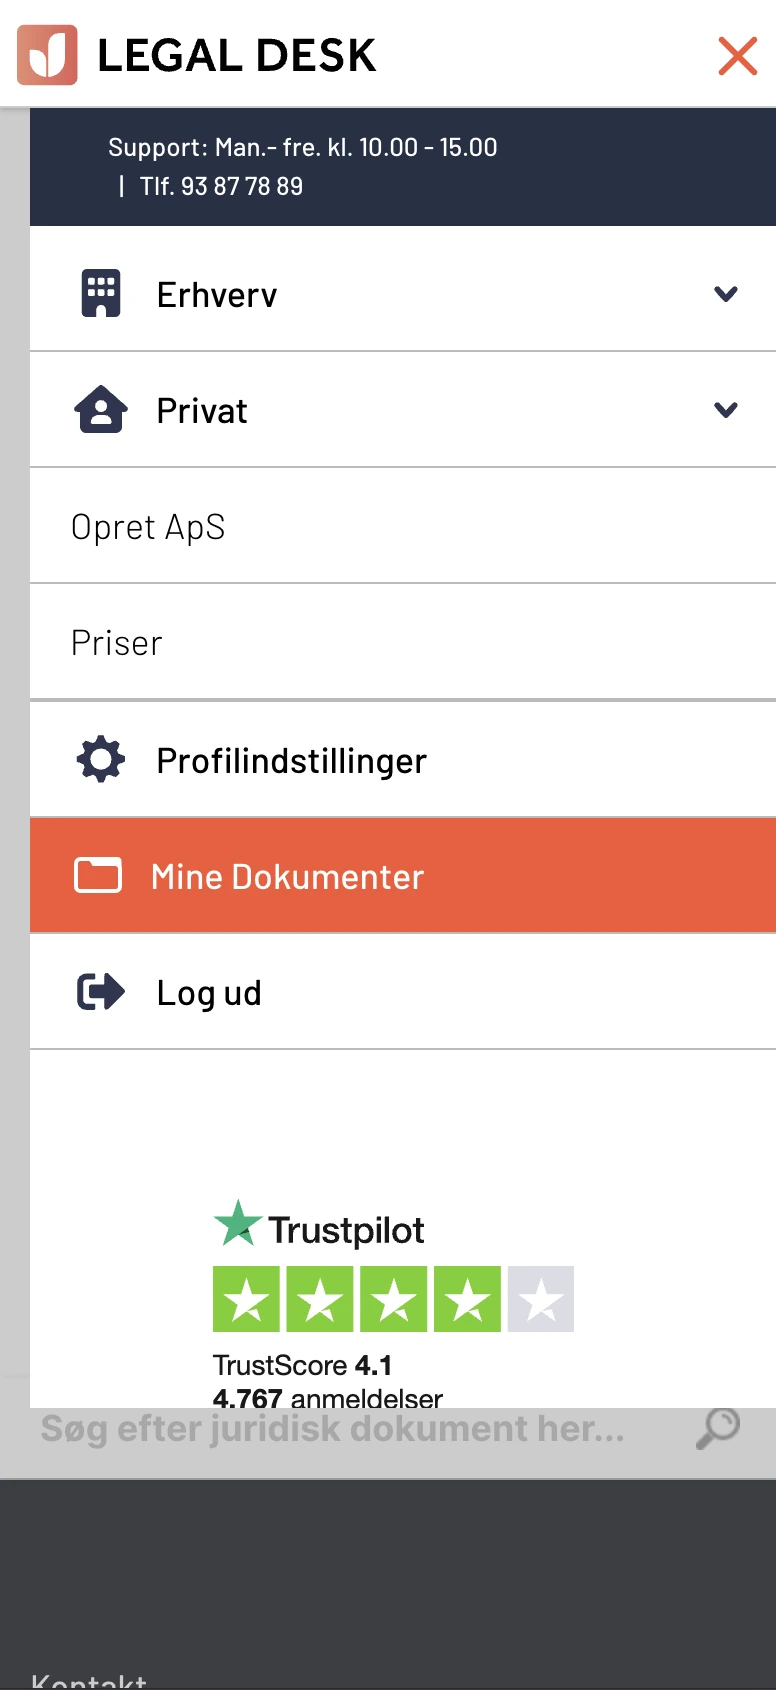 LEGAL DESK
Support: Man.- fre. kl. 10.00 - 15.00
| Tlf. 93 87 78 89
Erhverv
Privat
Opret ApS
Priser
Profilindstillinger
Mine Dokumenter
Log ud
Trustpilot
TrustScore 4.1
4.767 anmeldelser
Søg efter juridisk dokument her...
Kontakt